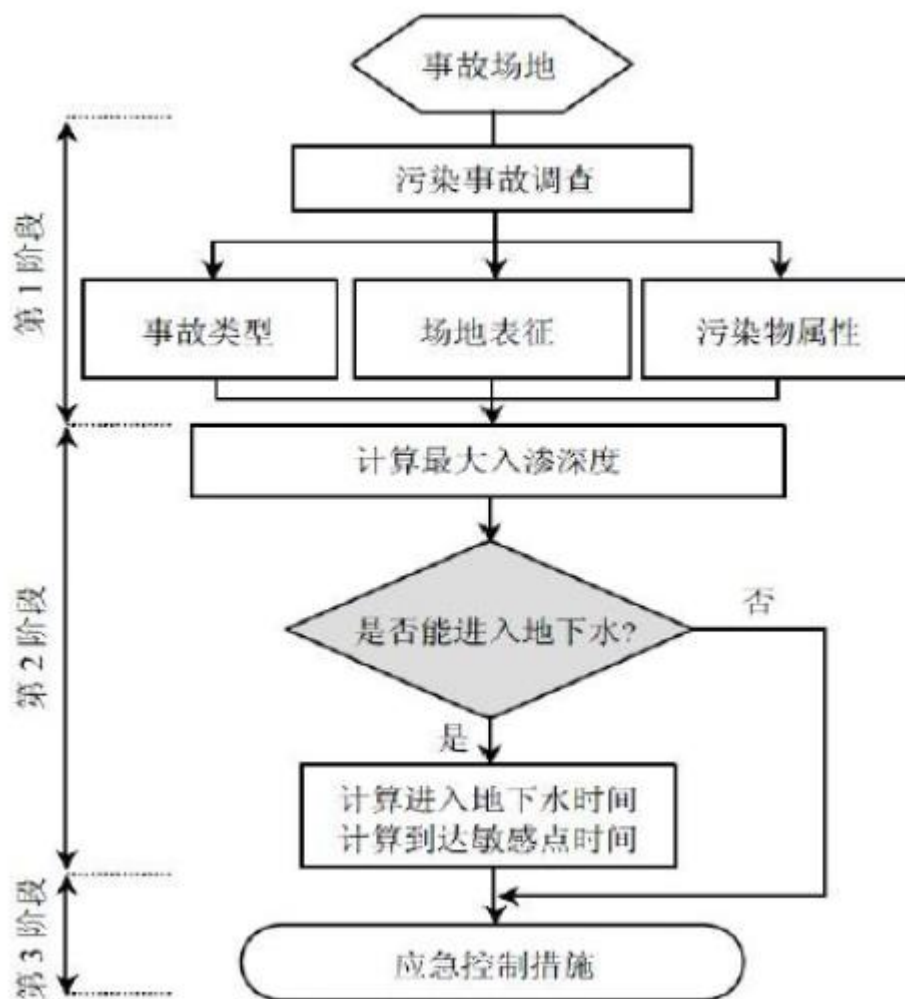 事故场地
污染事故调查
第 1 阶段
事故类型
场地表征
污染物属性
计算最大入渗深度
第 2 阶段
是否能进入地下水?
否
是
计算进入地下水时间
计算到达敏感点时间
第 3 阶段
应急控制措施